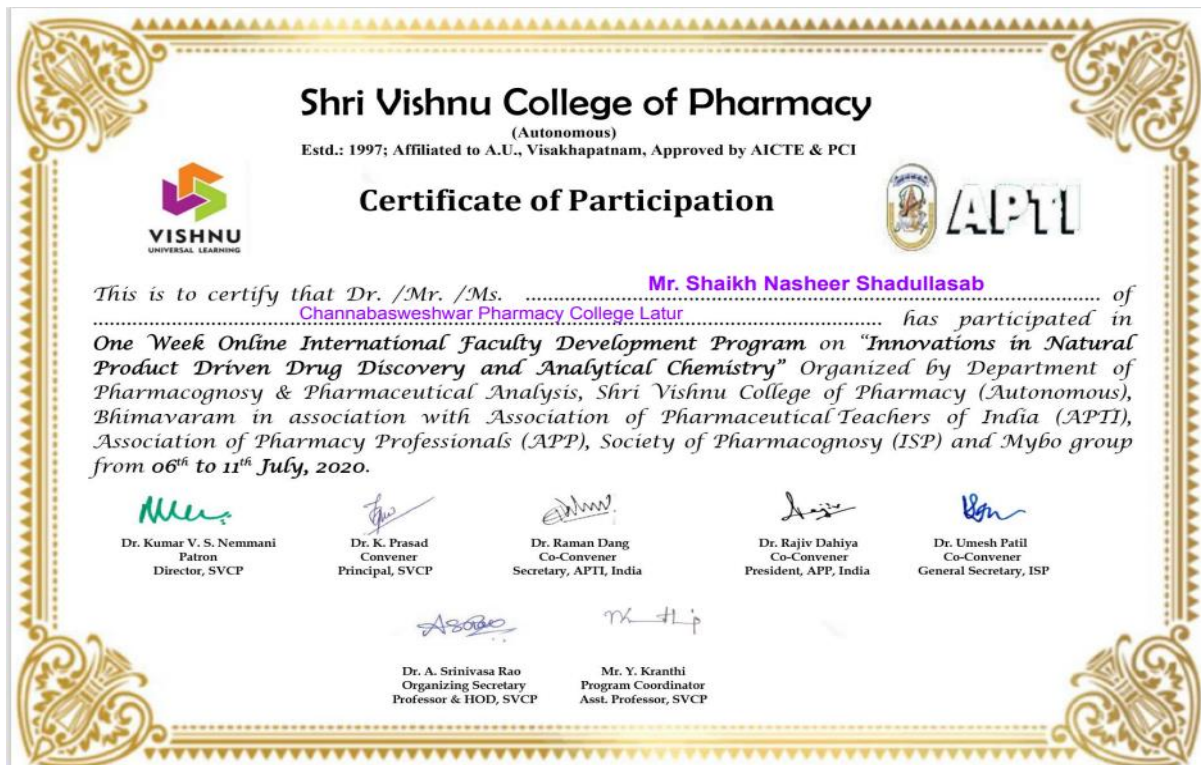 Shri Vishnu College of Pharmacy
(Autonomous)
Estd.: 1997; Affiliated to A.U., Visakhapatnam, Approved by AICTE & PCI
VISHNU
UNIVERSAL LEARNING
Certificate of Participation
APTI
This is to certify that Dr. /Mr. /Ms. Mr. Shaikh Nasheer Shadullasab of
Channabasweshwar Pharmacy College Latur has participated in
One Week Online International Faculty Development Program on “Innovations in Natural
Product Driven Drug Discovery and Analytical Chemistry” Organized by Department of
Pharmacognosy & Pharmaceutical Analysis, Shri Vishnu College of Pharmacy (Autonomous),
Bhimavaram in association with Association of Pharmaceutical Teachers of India (APTI),
Association of Pharmacy Professionals (APP), Society of Pharmacognosy (ISP) and Mybo group
from 06th to 11th July, 2020.
Dr. Kumar V. S. Nemmani
Patron
Director, SVCP
Dr. K. Prasad
Convener
Principal, SVCP
Dr. Raman Dang
Co-Convener
Secretary, APTI, India
Dr. Rajiv Dahiya
Co-Convener
President, APP, India
Dr. Umesh Patil
Co-Convener
General Secretary, ISP
Dr. A. Srinivasa Rao
Organizing Secretary
Professor & HOD, SVCP
Mr. Y. Kranthi
Program Coordinator
Asst. Professor, SVCP